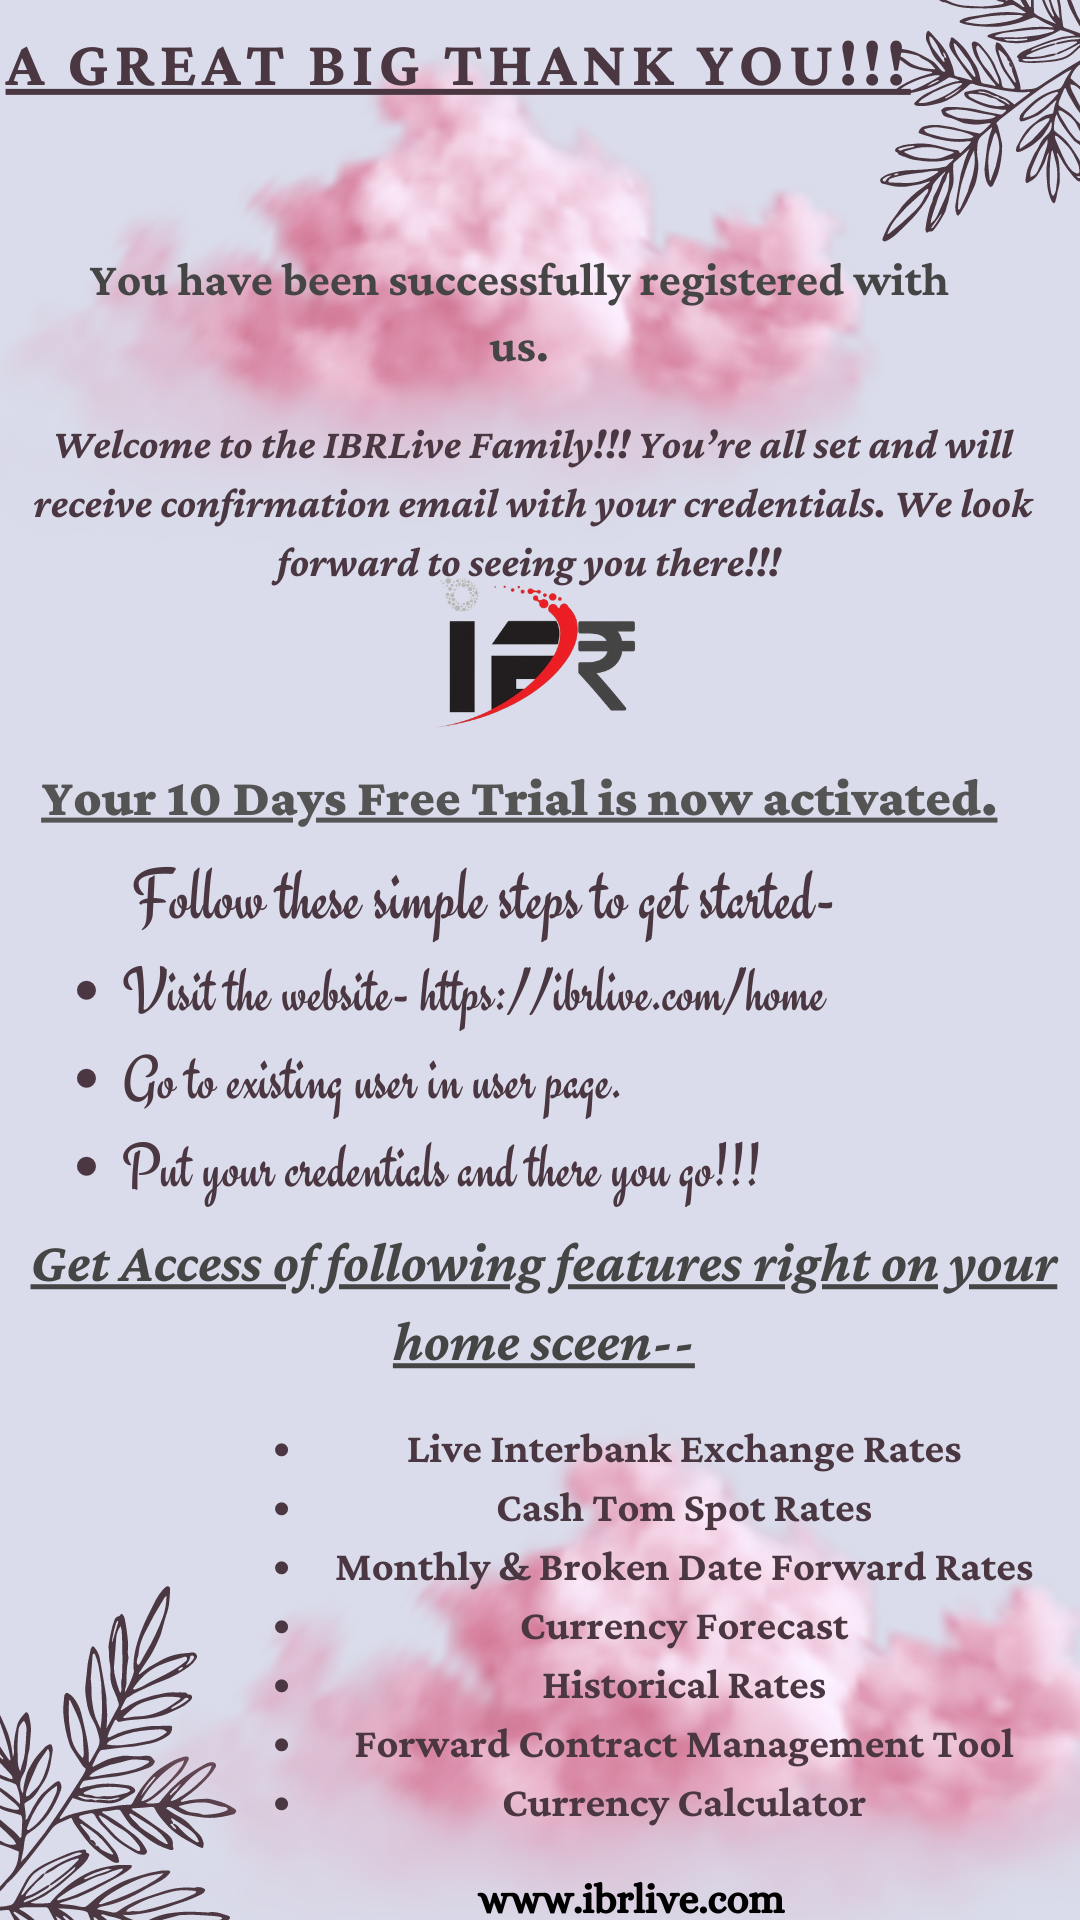 A GREAT BIG THANK YOU!!!
You have been successfully registered with
us.
Welcome to the IBRLive Family!!! You’re all set and will
receive confirmation email with your credentials. We look
forward to seeing you there!!!
IB₹
Your 10 Days Free Trial is now activated.
Follow these simple steps to get started-
• Visit the website- https://ibrlive.com/home
• Go to existing user in user page.
• Put your credentials and there you go!!!
Get Access of following features right on your
home sceen--
• Live Interbank Exchange Rates
• Cash Tom Spot Rates
• Monthly & Broken Date Forward Rates
• Currency Forecast
• Historical Rates
• Forward Contract Management Tool
• Currency Calculator
www.ibrlive.com